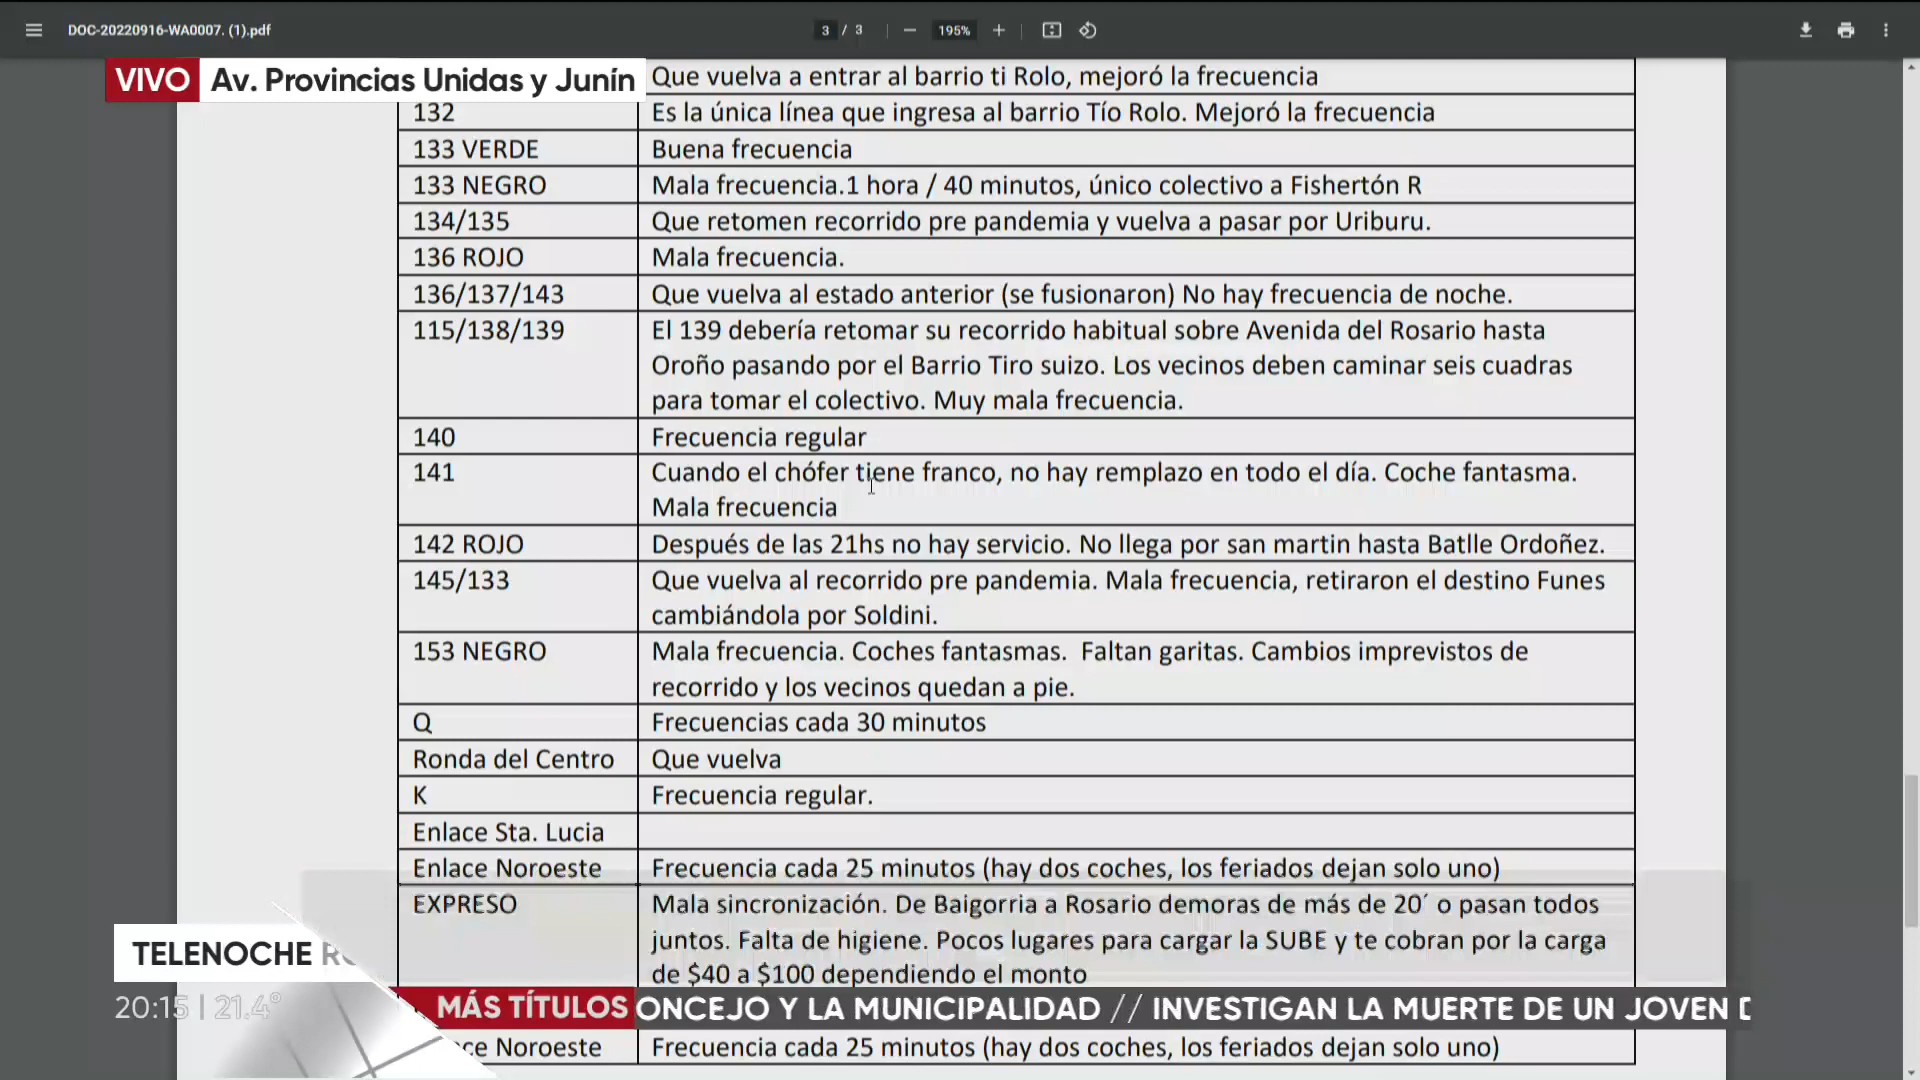 DOC-20220916-WA0007. (1).pdf
3 / 3
195%
VIVO Av. Provincias Unidas y Junín
Que vuelva a entrar al barrio ti Rolo, mejoró la frecuencia
132 Es la única línea que ingresa al barrio Tío Rolo. Mejoró la frecuencia
133 VERDE Buena frecuencia
133 NEGRO Mala frecuencia.1 hora / 40 minutos, único colectivo a Fishertón R
134/135 Que retomen recorrido pre pandemia y vuelva a pasar por Uriburu.
136 ROJO Mala frecuencia.
136/137/143 Que vuelva al estado anterior (se fusionaron) No hay frecuencia de noche.
115/138/139 El 139 debería retomar su recorrido habitual sobre Avenida del Rosario hasta
Oroño pasando por el Barrio Tiro suizo. Los vecinos deben caminar seis cuadras
para tomar el colectivo. Muy mala frecuencia.
140 Frecuencia regular
141 Cuando el chófer tiene franco, no hay remplazo en todo el día. Coche fantasma.
Mala frecuencia
142 ROJO Después de las 21hs no hay servicio. No llega por san martin hasta Batlle Ordoñez.
145/133 Que vuelva al recorrido pre pandemia. Mala frecuencia, retiraron el destino Funes
cambiándola por Soldini.
153 NEGRO Mala frecuencia. Coches fantasmas.  Faltan garitas. Cambios imprevistos de
recorrido y los vecinos quedan a pie.
Q Frecuencias cada 30 minutos
Ronda del Centro Que vuelva
K Frecuencia regular.
Enlace Sta. Lucia
Enlace Noroeste Frecuencia cada 25 minutos (hay dos coches, los feriados dejan solo uno)
EXPRESO Mala sincronización. De Baigorria a Rosario demoras de más de 20´ o pasan todos
juntos. Falta de higiene. Pocos lugares para cargar la SUBE y te cobran por la carga
de $40 a $100 dependiendo el monto
TELENOCHE
20:15 | 21.4°
MÁS TÍTULOS ONCEJO Y LA MUNICIPALIDAD // INVESTIGAN LA MUERTE DE UN JOVEN D
ce Noroeste Frecuencia cada 25 minutos (hay dos coches, los feriados dejan solo uno)